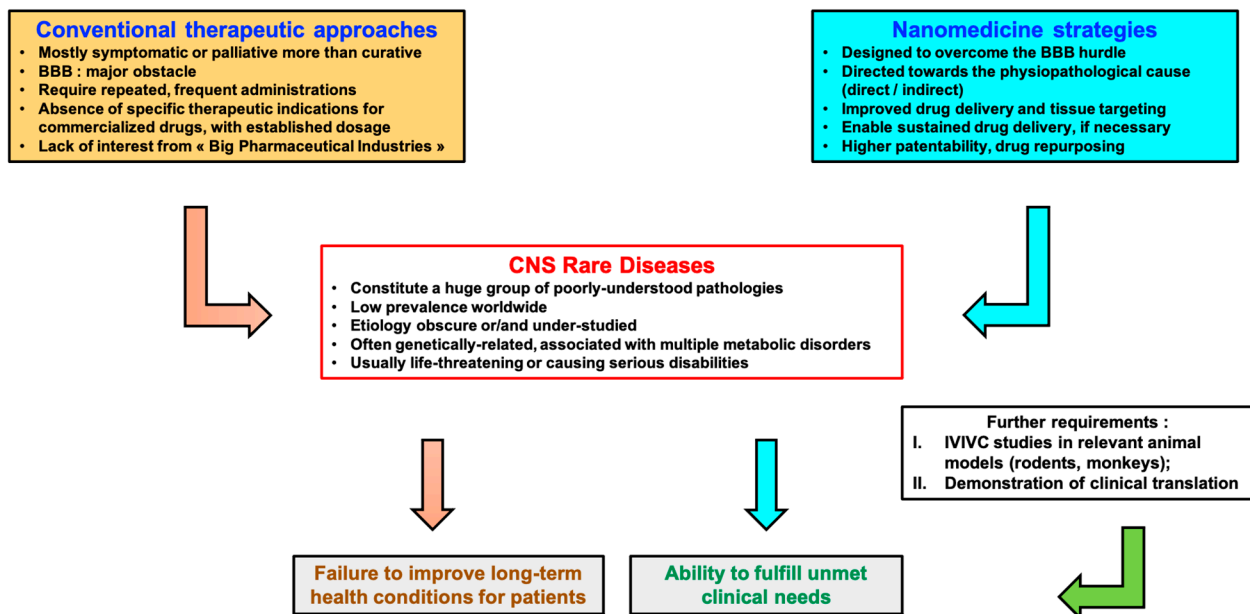 Conventional therapeutic approaches
• Mostly symptomatic or palliative more than curative
• BBB : major obstacle
• Require repeated, frequent administrations
• Absence of specific therapeutic indications for
commercialized drugs, with established dosage
• Lack of interest from « Big Pharmaceutical Industries »
Nanomedicine strategies
• Designed to overcome the BBB hurdle
• Directed towards the physiopathological cause
(direct / indirect)
• Improved drug delivery and tissue targeting
• Enable sustained drug delivery, if necessary
• Higher patentability, drug repurposing
CNS Rare Diseases
• Constitute a huge group of poorly-understood pathologies
• Low prevalence worldwide
• Etiology obscure or/and under-studied
• Often genetically-related, associated with multiple metabolic disorders
• Usually life-threatening or causing serious disabilities
Further requirements :
I. IVIVC studies in relevant animal
models (rodents, monkeys);
II. Demonstration of clinical translation
Failure to improve long-term
health conditions for patients
Ability to fulfill unmet
clinical needs